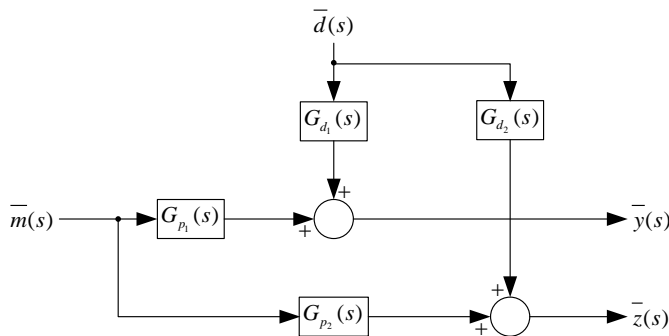 d̅(s)
G_{d_1}(s)
G_{d_2}(s)
+
m̅(s)
G_{p_1}(s)
+
y̅(s)
+
G_{p_2}(s)
+
z̅(s)